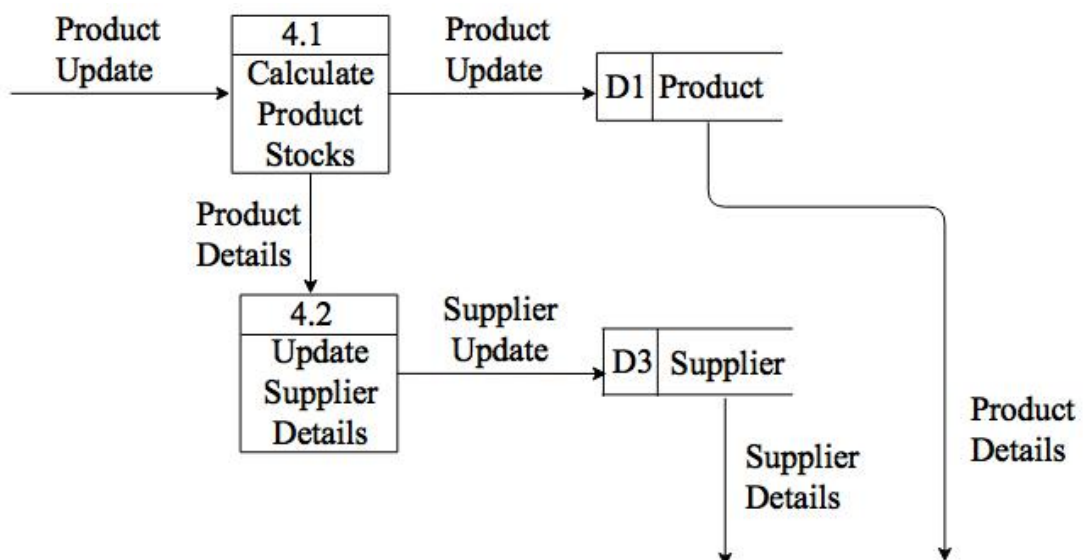 Product
Update
4.1
Calculate
Product
Stocks
Product
Update
D1 Product
Product
Details
4.2
Update
Supplier
Details
Supplier
Update
D3 Supplier
Supplier
Details
Product
Details